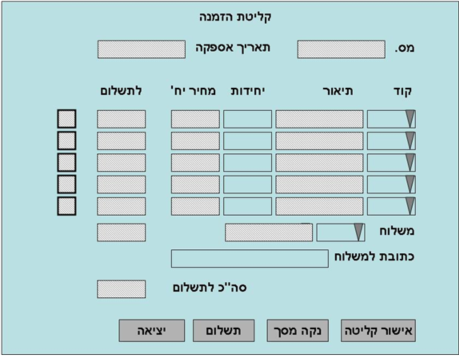 קליטת הזמנה
מס. תאריך אספקה
קוד תיאור יחידות מחיר יח' לתשלום
משלוח
כתובת למשלוח
סה''כ לתשלום
אישור קליטה נקה מסך תשלום יציאה